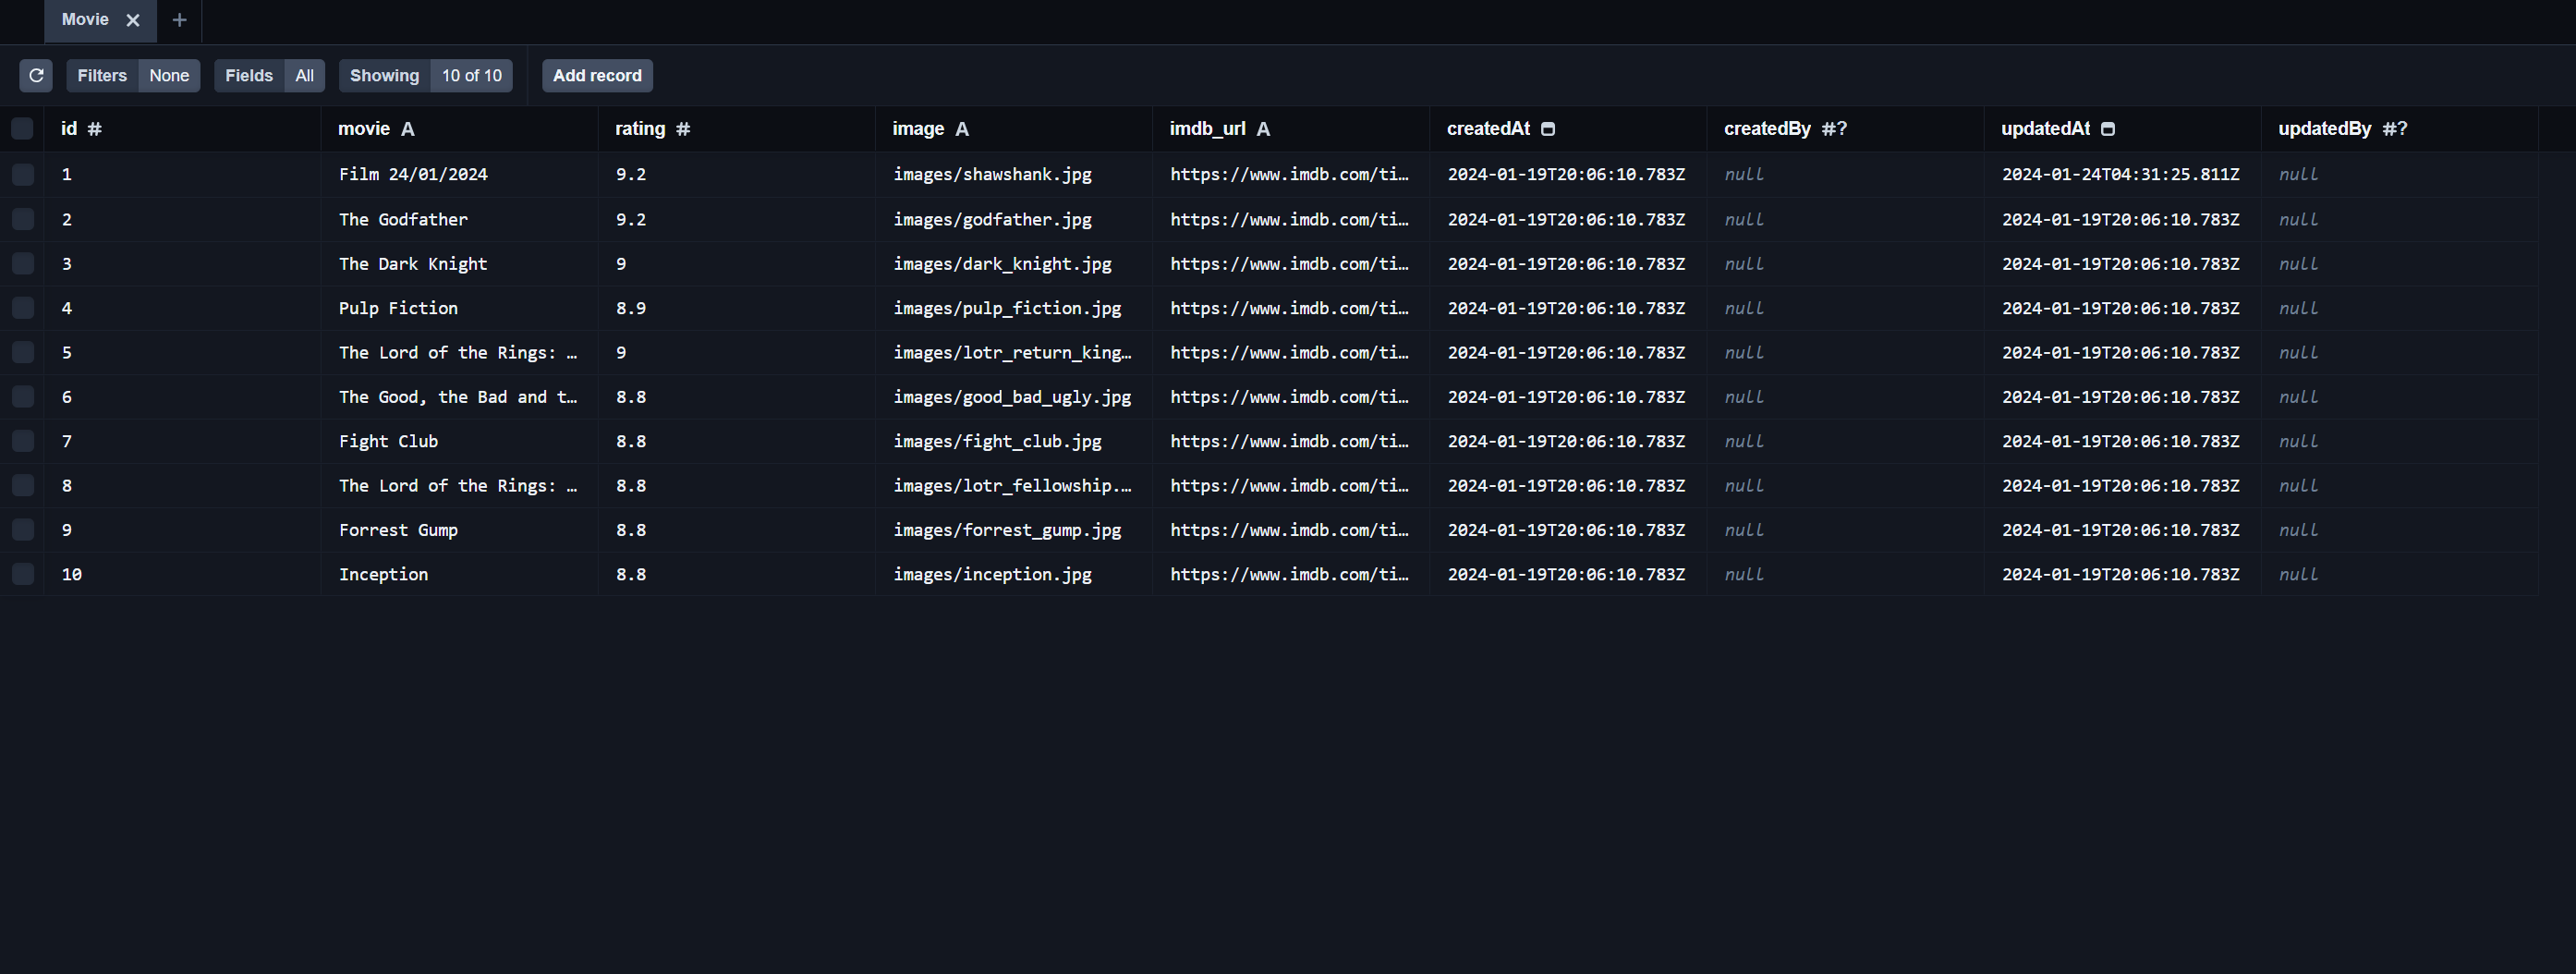 Movie
Filters None Fields All Showing 10 of 10 Add record
id # movie A rating # image A imdb_url A createdAt createdBy #? updatedAt updatedBy #?
1 Film 24/01/2024 9.2 images/shawshank.jpg https://www.imdb.com/ti… 2024-01-19T20:06:10.783Z null 2024-01-24T04:31:25.811Z null
2 The Godfather 9.2 images/godfather.jpg https://www.imdb.com/ti… 2024-01-19T20:06:10.783Z null 2024-01-19T20:06:10.783Z null
3 The Dark Knight 9 images/dark_knight.jpg https://www.imdb.com/ti… 2024-01-19T20:06:10.783Z null 2024-01-19T20:06:10.783Z null
4 Pulp Fiction 8.9 images/pulp_fiction.jpg https://www.imdb.com/ti… 2024-01-19T20:06:10.783Z null 2024-01-19T20:06:10.783Z null
5 The Lord of the Rings: … 9 images/lotr_return_king… https://www.imdb.com/ti… 2024-01-19T20:06:10.783Z null 2024-01-19T20:06:10.783Z null
6 The Good, the Bad and t… 8.8 images/good_bad_ugly.jpg https://www.imdb.com/ti… 2024-01-19T20:06:10.783Z null 2024-01-19T20:06:10.783Z null
7 Fight Club 8.8 images/fight_club.jpg https://www.imdb.com/ti… 2024-01-19T20:06:10.783Z null 2024-01-19T20:06:10.783Z null
8 The Lord of the Rings: … 8.8 images/lotr_fellowship.… https://www.imdb.com/ti… 2024-01-19T20:06:10.783Z null 2024-01-19T20:06:10.783Z null
9 Forrest Gump 8.8 images/forrest_gump.jpg https://www.imdb.com/ti… 2024-01-19T20:06:10.783Z null 2024-01-19T20:06:10.783Z null
10 Inception 8.8 images/inception.jpg https://www.imdb.com/ti… 2024-01-19T20:06:10.783Z null 2024-01-19T20:06:10.783Z null